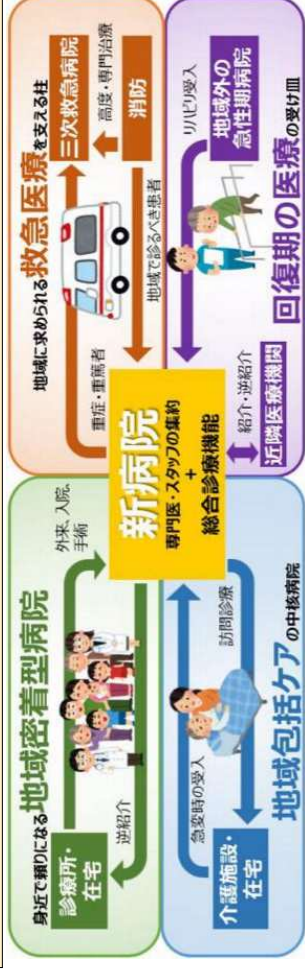 身近で頼りになる地域密着型病院
診療所・
在宅
外来、入院、
手術
逆紹介
地域に求められる救急医療を支える柱
三次救急病院
高度・専門治療
消防
重症・重篤者
地域で診るべき患者
新病院
専門医・スタッフの集約
+
総合診療機能
急変時の受入
介護施設・
在宅
訪問診療
地域包括ケアの中核病院
リハビリ受入
地域外の
急性期病院
紹介・逆紹介
近隣医療機関
回復期の医療の受け皿